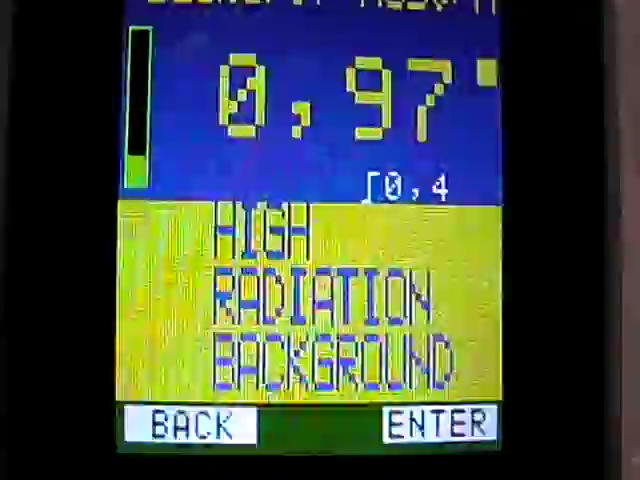 0,97
∫0,4
HIGH
RADIATION
BACKGROUND
BACK ENTER